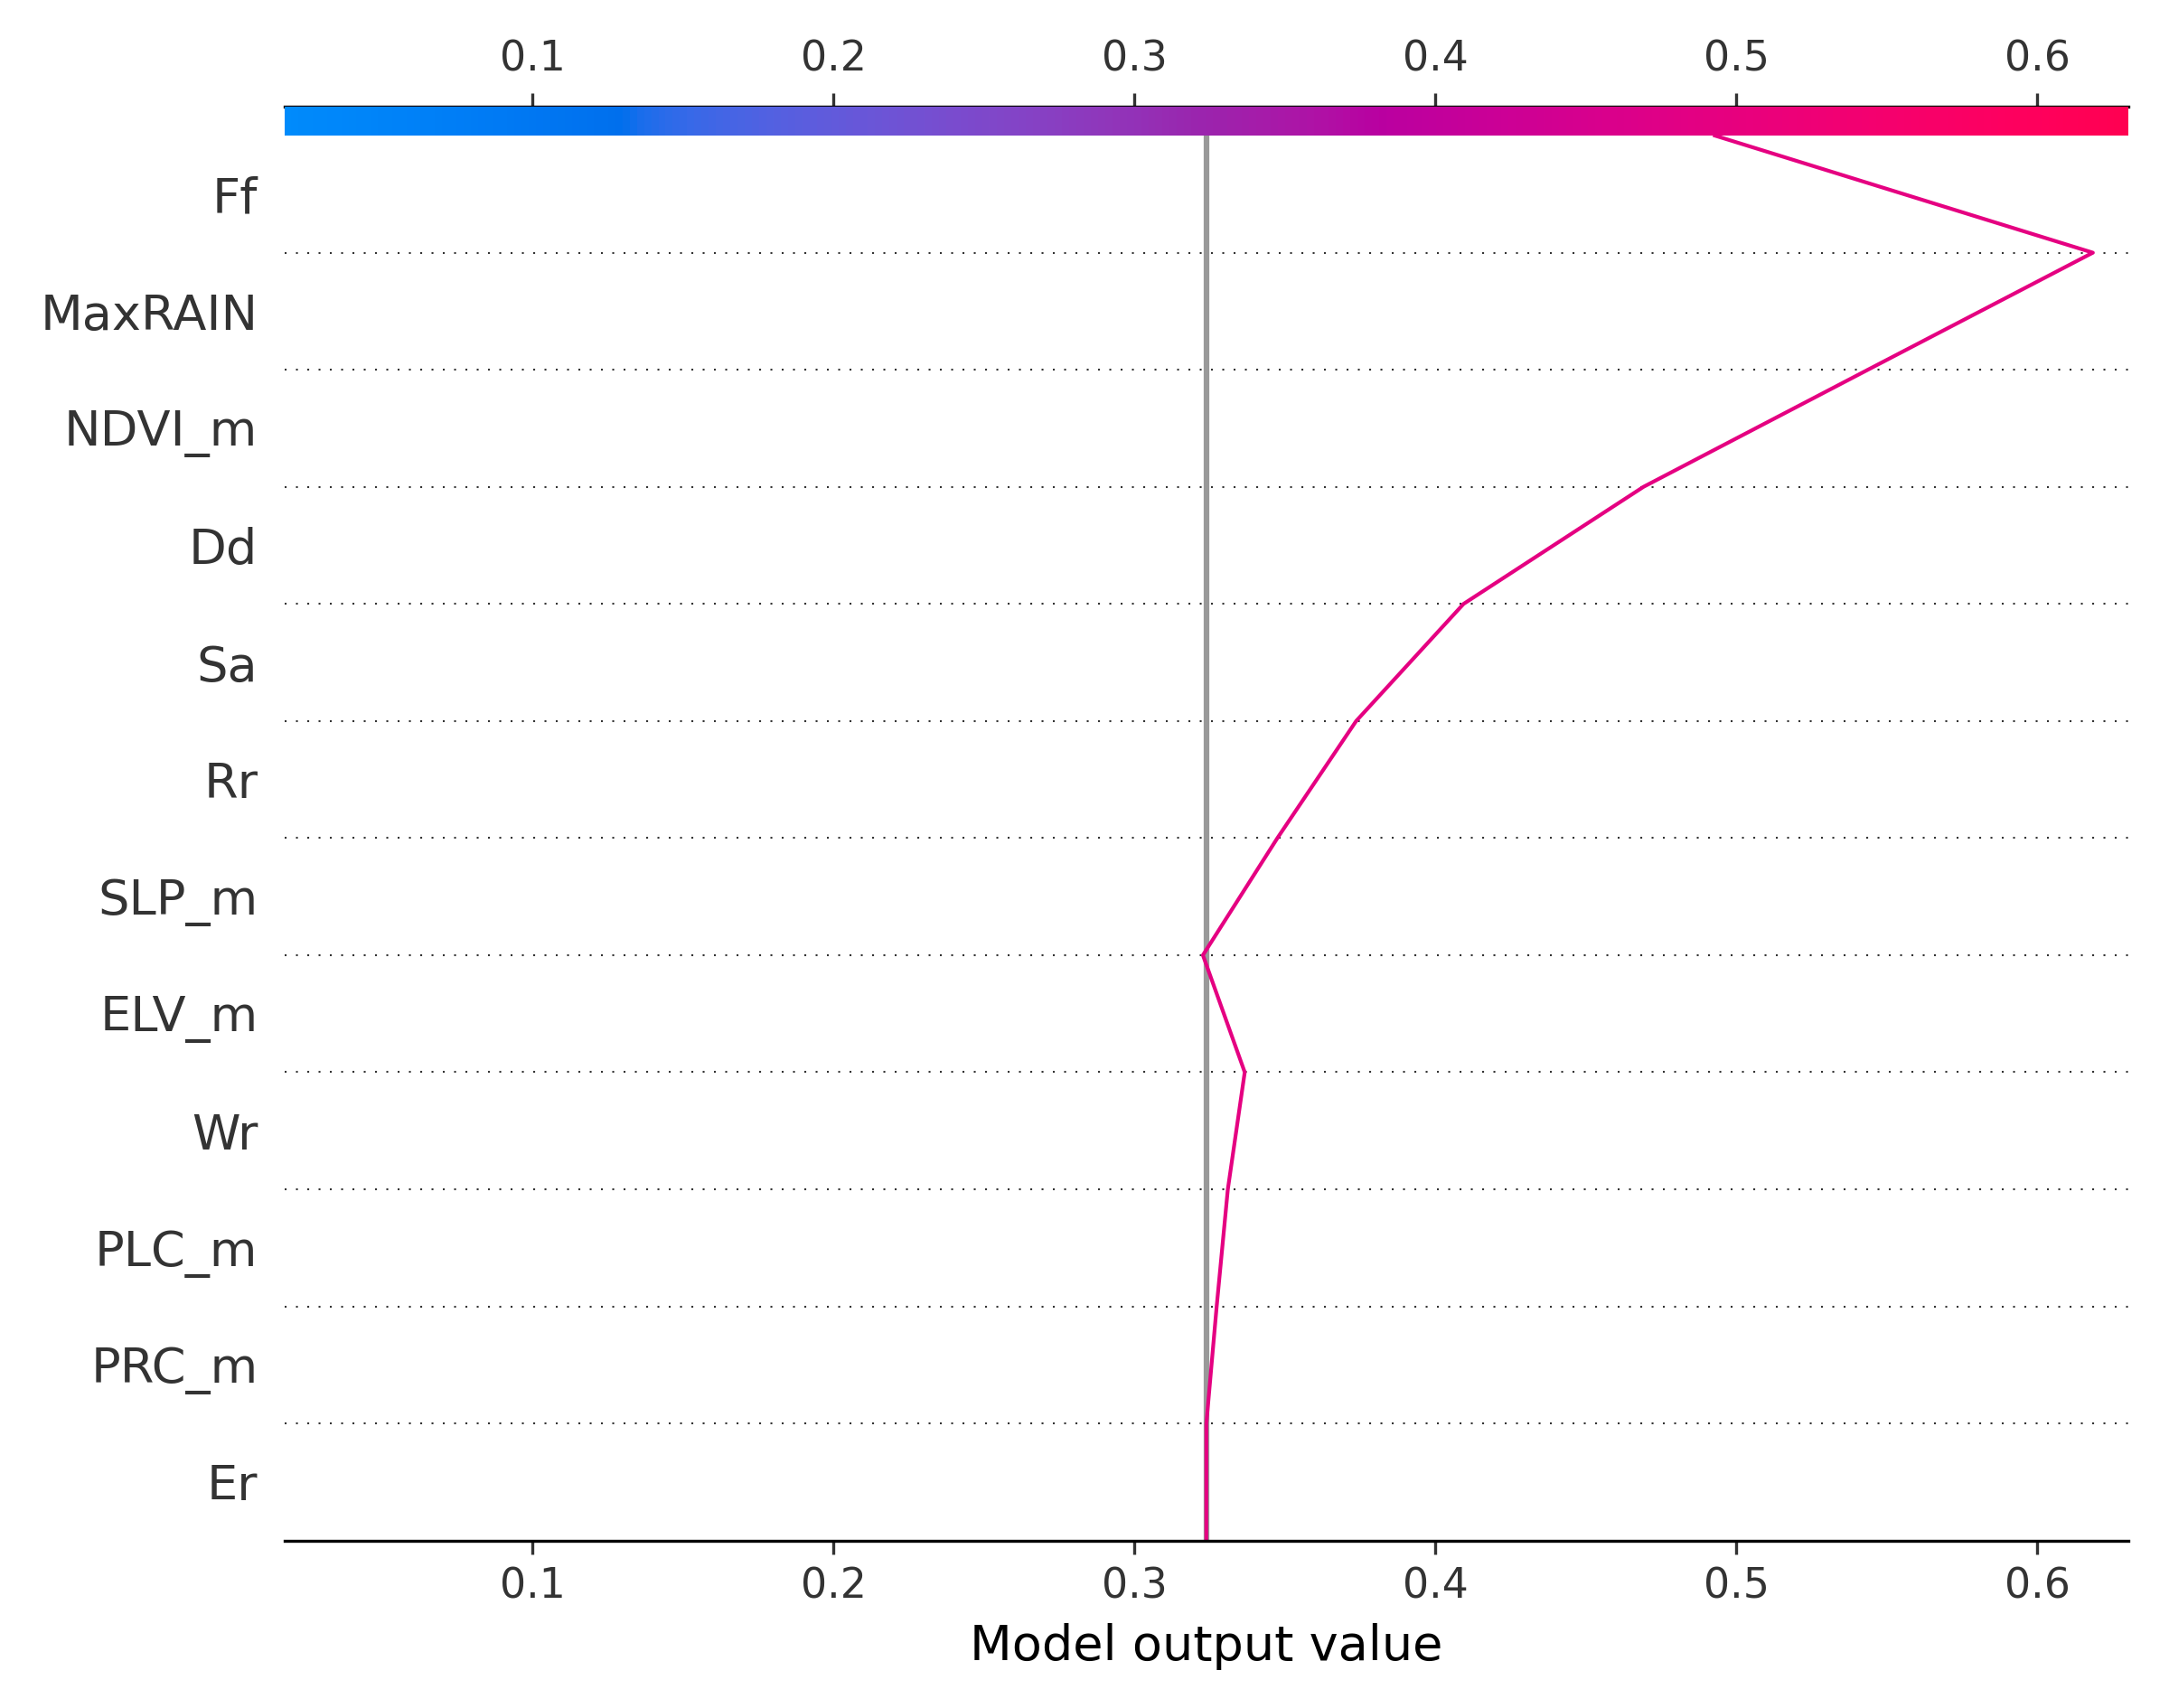 0.1 0.2 0.3 0.4 0.5 0.6
Ff
MaxRAIN
NDVI_m
Dd
Sa
Rr
SLP_m
ELV_m
Wr
PLC_m
PRC_m
Er
0.1 0.2 0.3 0.4 0.5 0.6
Model output value